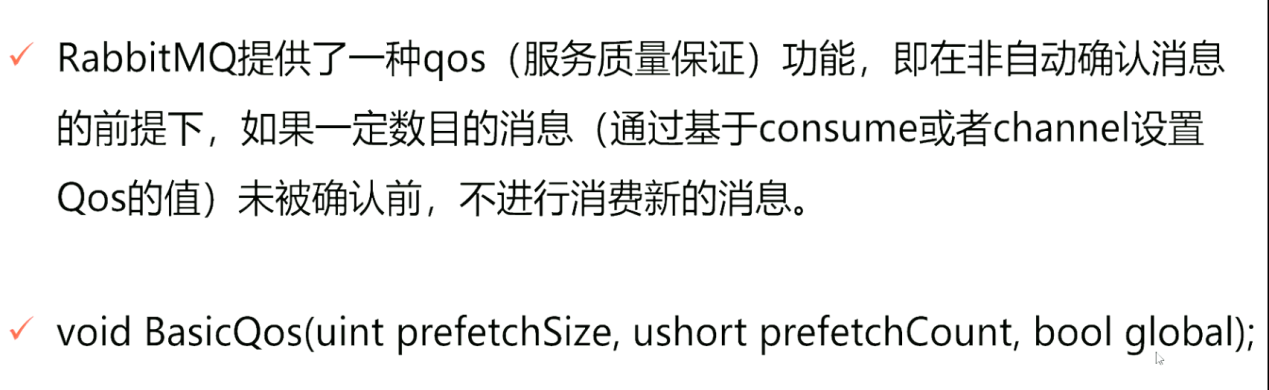 ✓ RabbitMQ提供了一种qos（服务质量保证）功能，即在非自动确认消息
的前提下，如果一定数目的消息（通过基于consume或者channel设置
Qos的值）未被确认前，不进行消费新的消息。
✓ void BasicQos(uint prefetchSize, ushort prefetchCount, bool global);